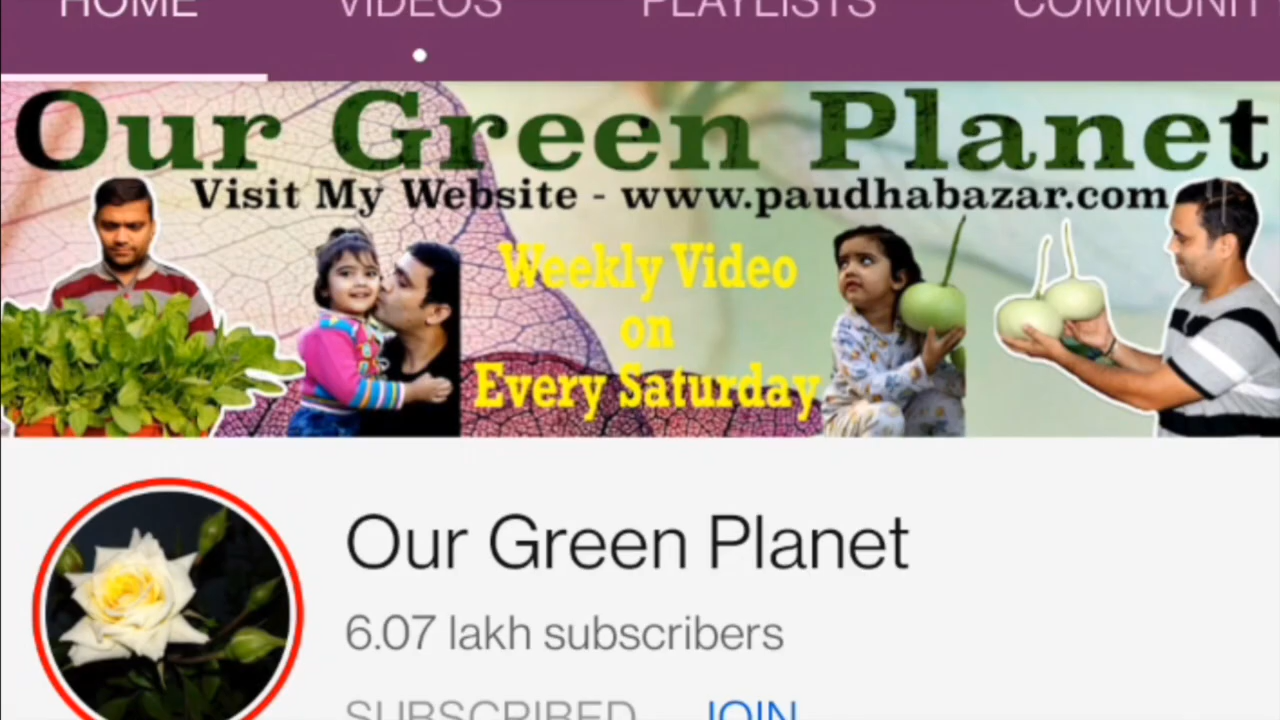 HOME VIDEOS PLAYLISTS COMMUNIT
Our Green Planet
Visit My Website - www.paudhabazar.com
Weekly Video
on
Every Saturday
Our Green Planet
6.07 lakh subscribers
SUBSCRIBED JOIN